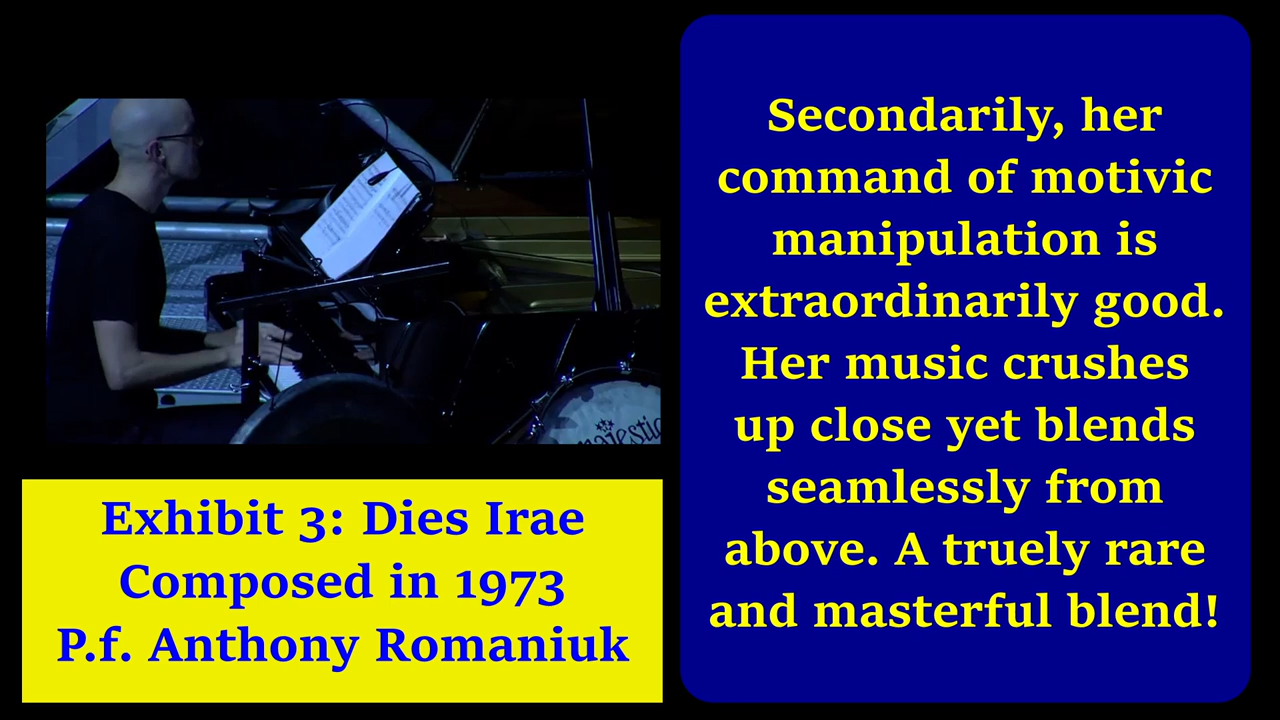 Secondarily, her
command of motivic
manipulation is
extraordinarily good.
Her music crushes
up close yet blends
seamlessly from
above. A truely rare
and masterful blend!
Exhibit 3: Dies Irae
Composed in 1973
P.f. Anthony Romaniuk
majestic